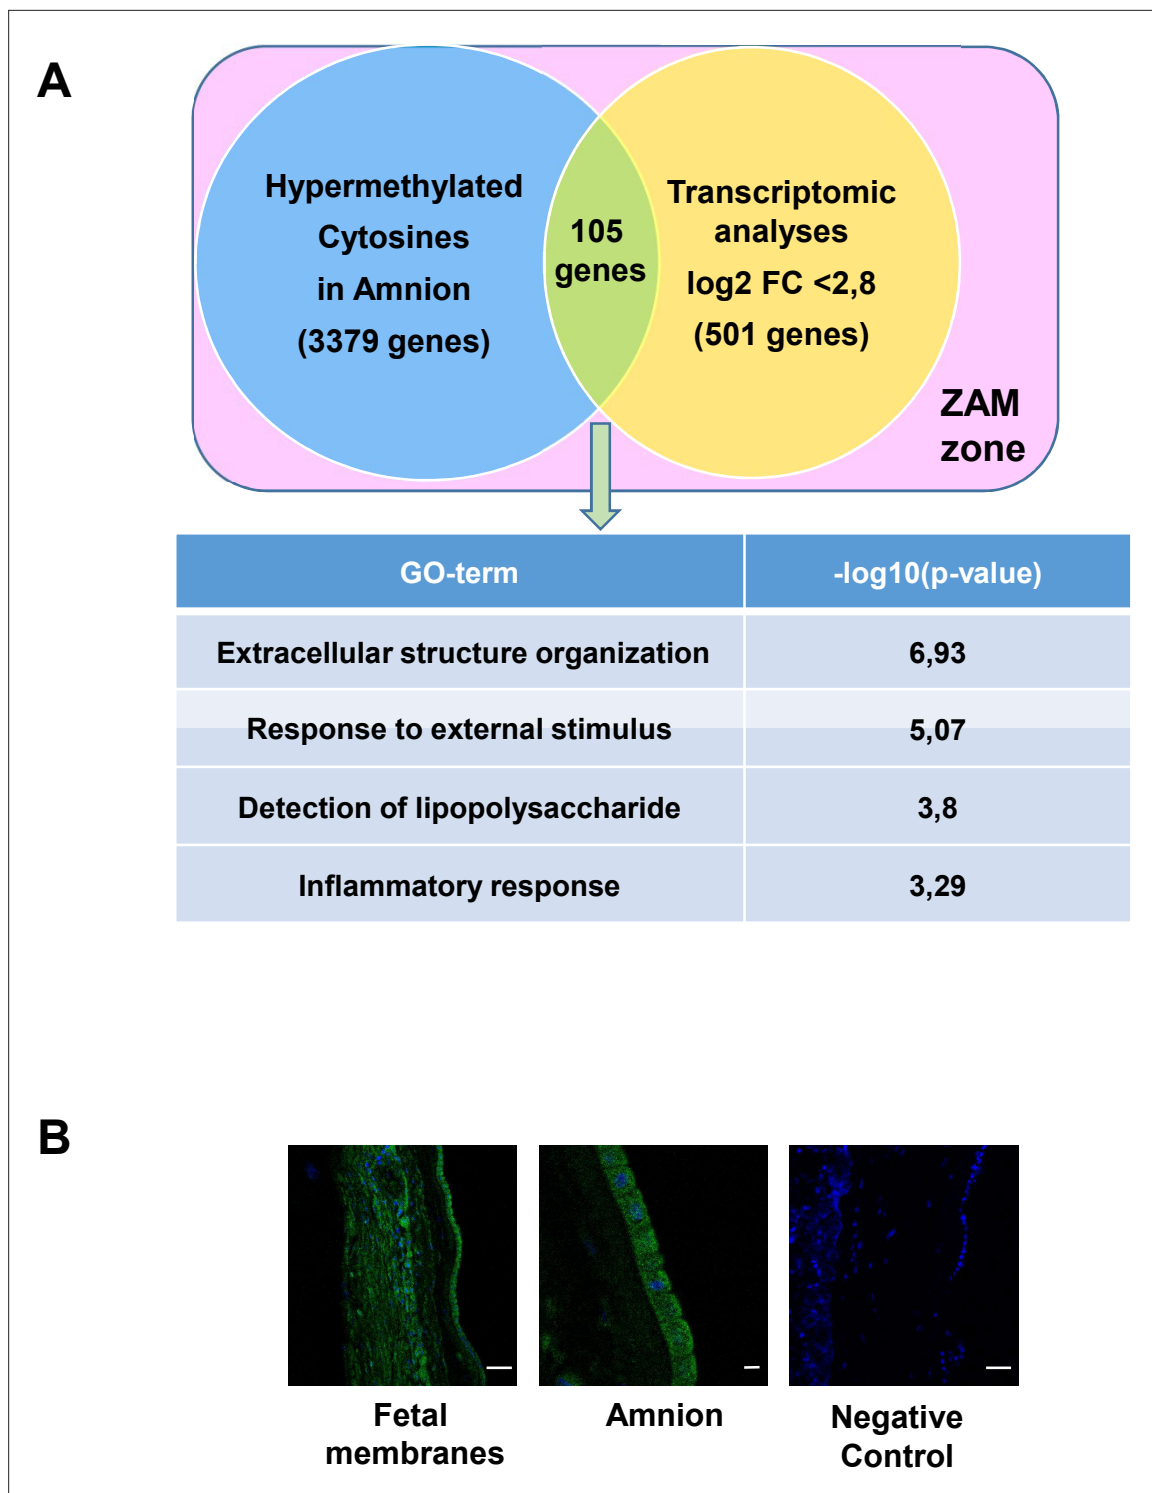 A
Hypermethylated
Cytosines
in Amnion
(3379 genes)
105
genes
Transcriptomic
analyses
log2 FC <2,8
(501 genes)
ZAM
zone
GO-term -log10(p-value)
Extracellular structure organization 6,93
Response to external stimulus 5,07
Detection of lipopolysaccharide 3,8
Inflammatory response 3,29
B
Fetal
membranes
Amnion
Negative
Control